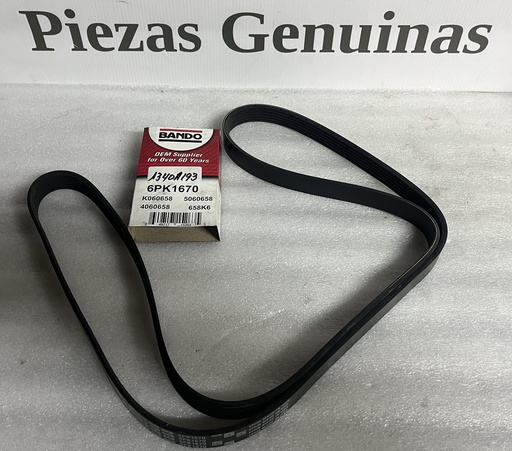 Piezas Genuinas
BANDO
OEM Supplier
for Over 60 Years
1340A193
6PK1670
K060658 5060658
4060658 658K6